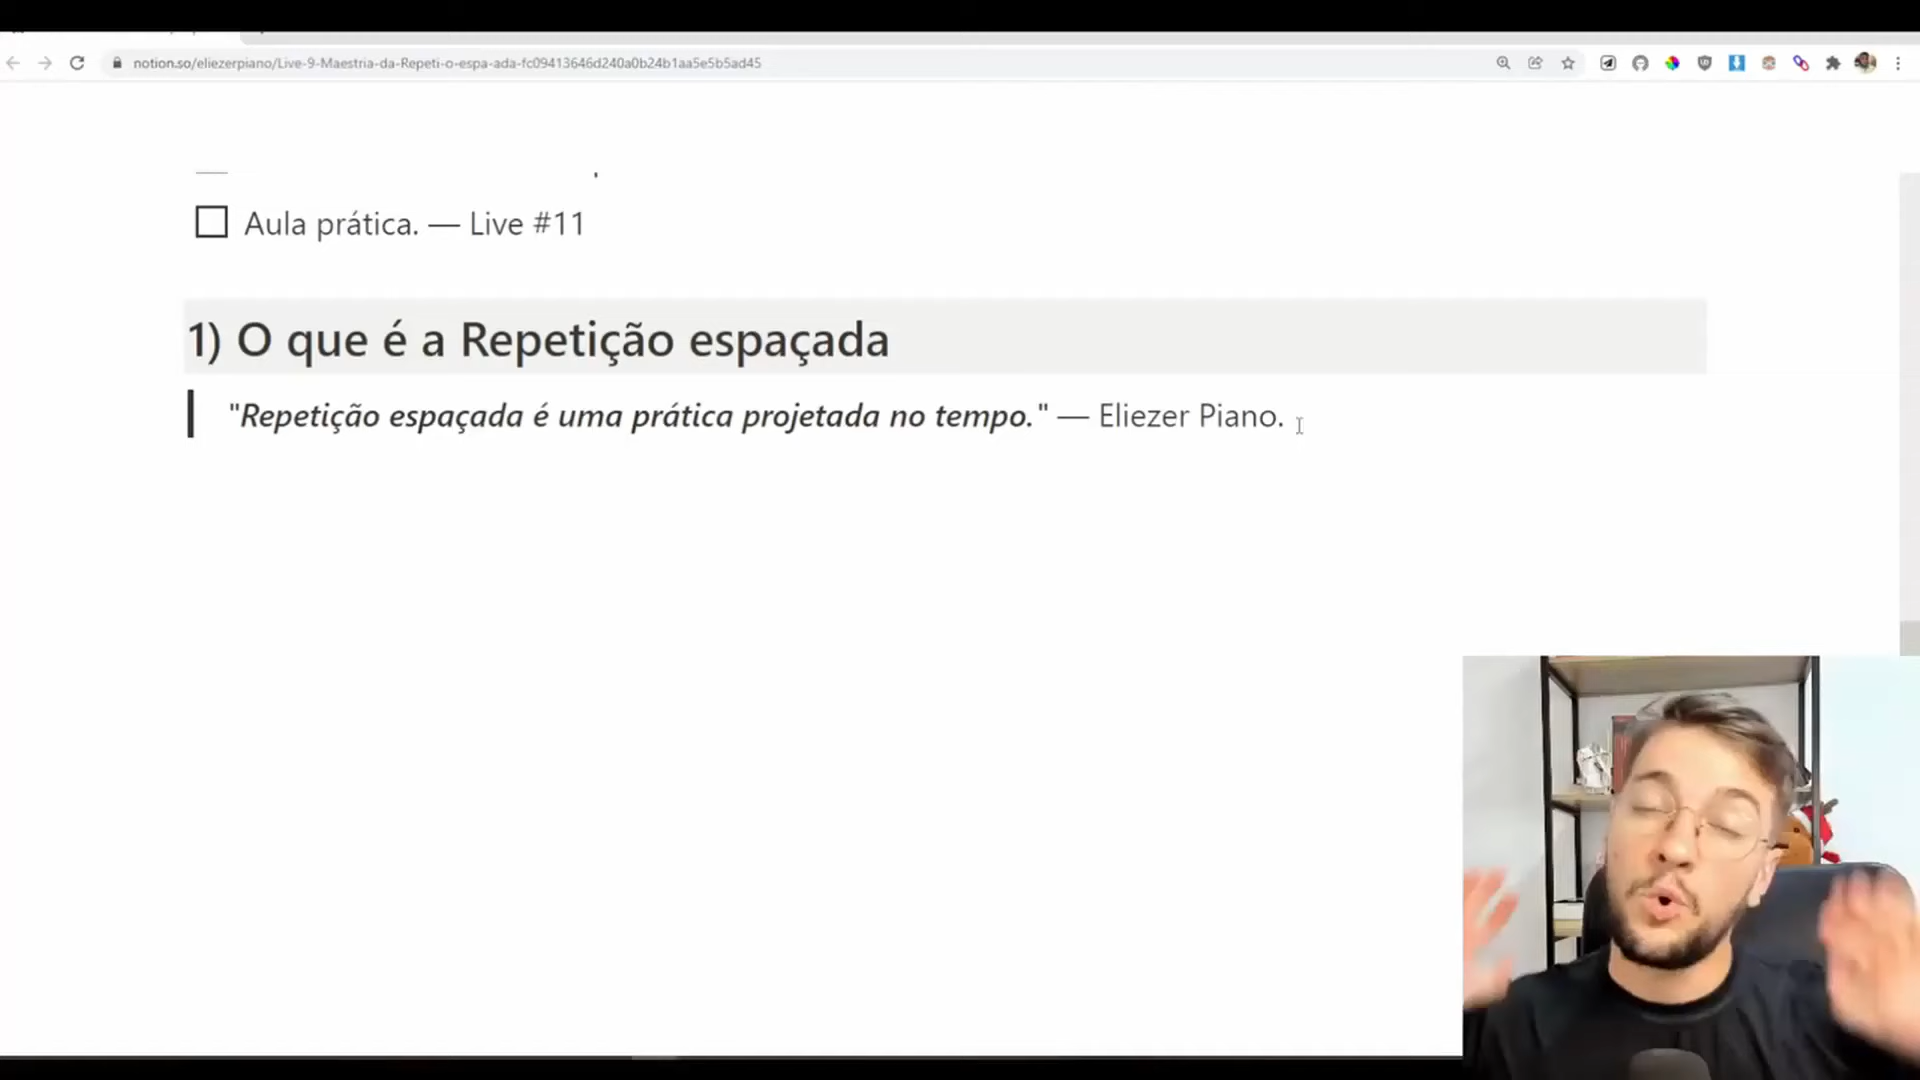 notion.so/eliezerpiano/Live-9-Maestria-da-Repeti-o-espa-ada-fc09413646d240a0b24b1aa5e5b5ad45
Aula prática. — Live #11
1) O que é a Repetição espaçada
"Repetição espaçada é uma prática projetada no tempo." — Eliezer Piano.